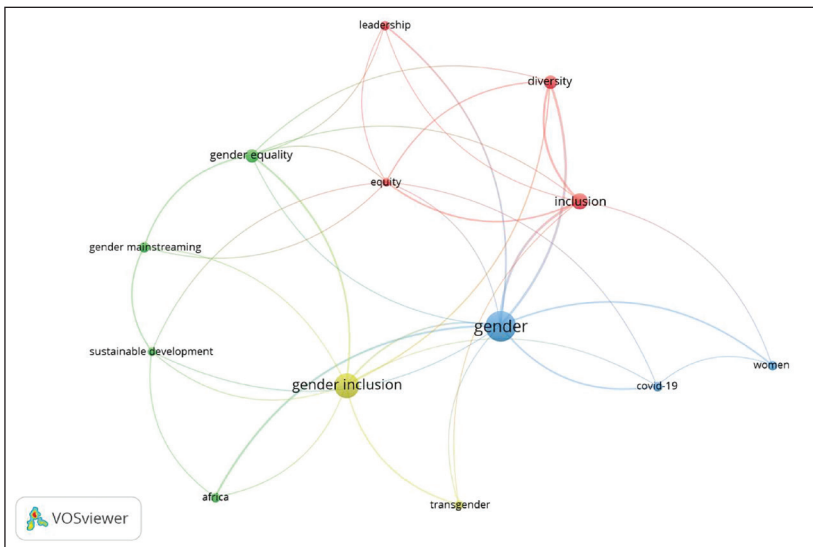 leadership
diversity
gender equality
equity
inclusion
gender mainstreaming
gender
sustainable development
women
gender inclusion
covid-19
africa
transgender
VOSviewer